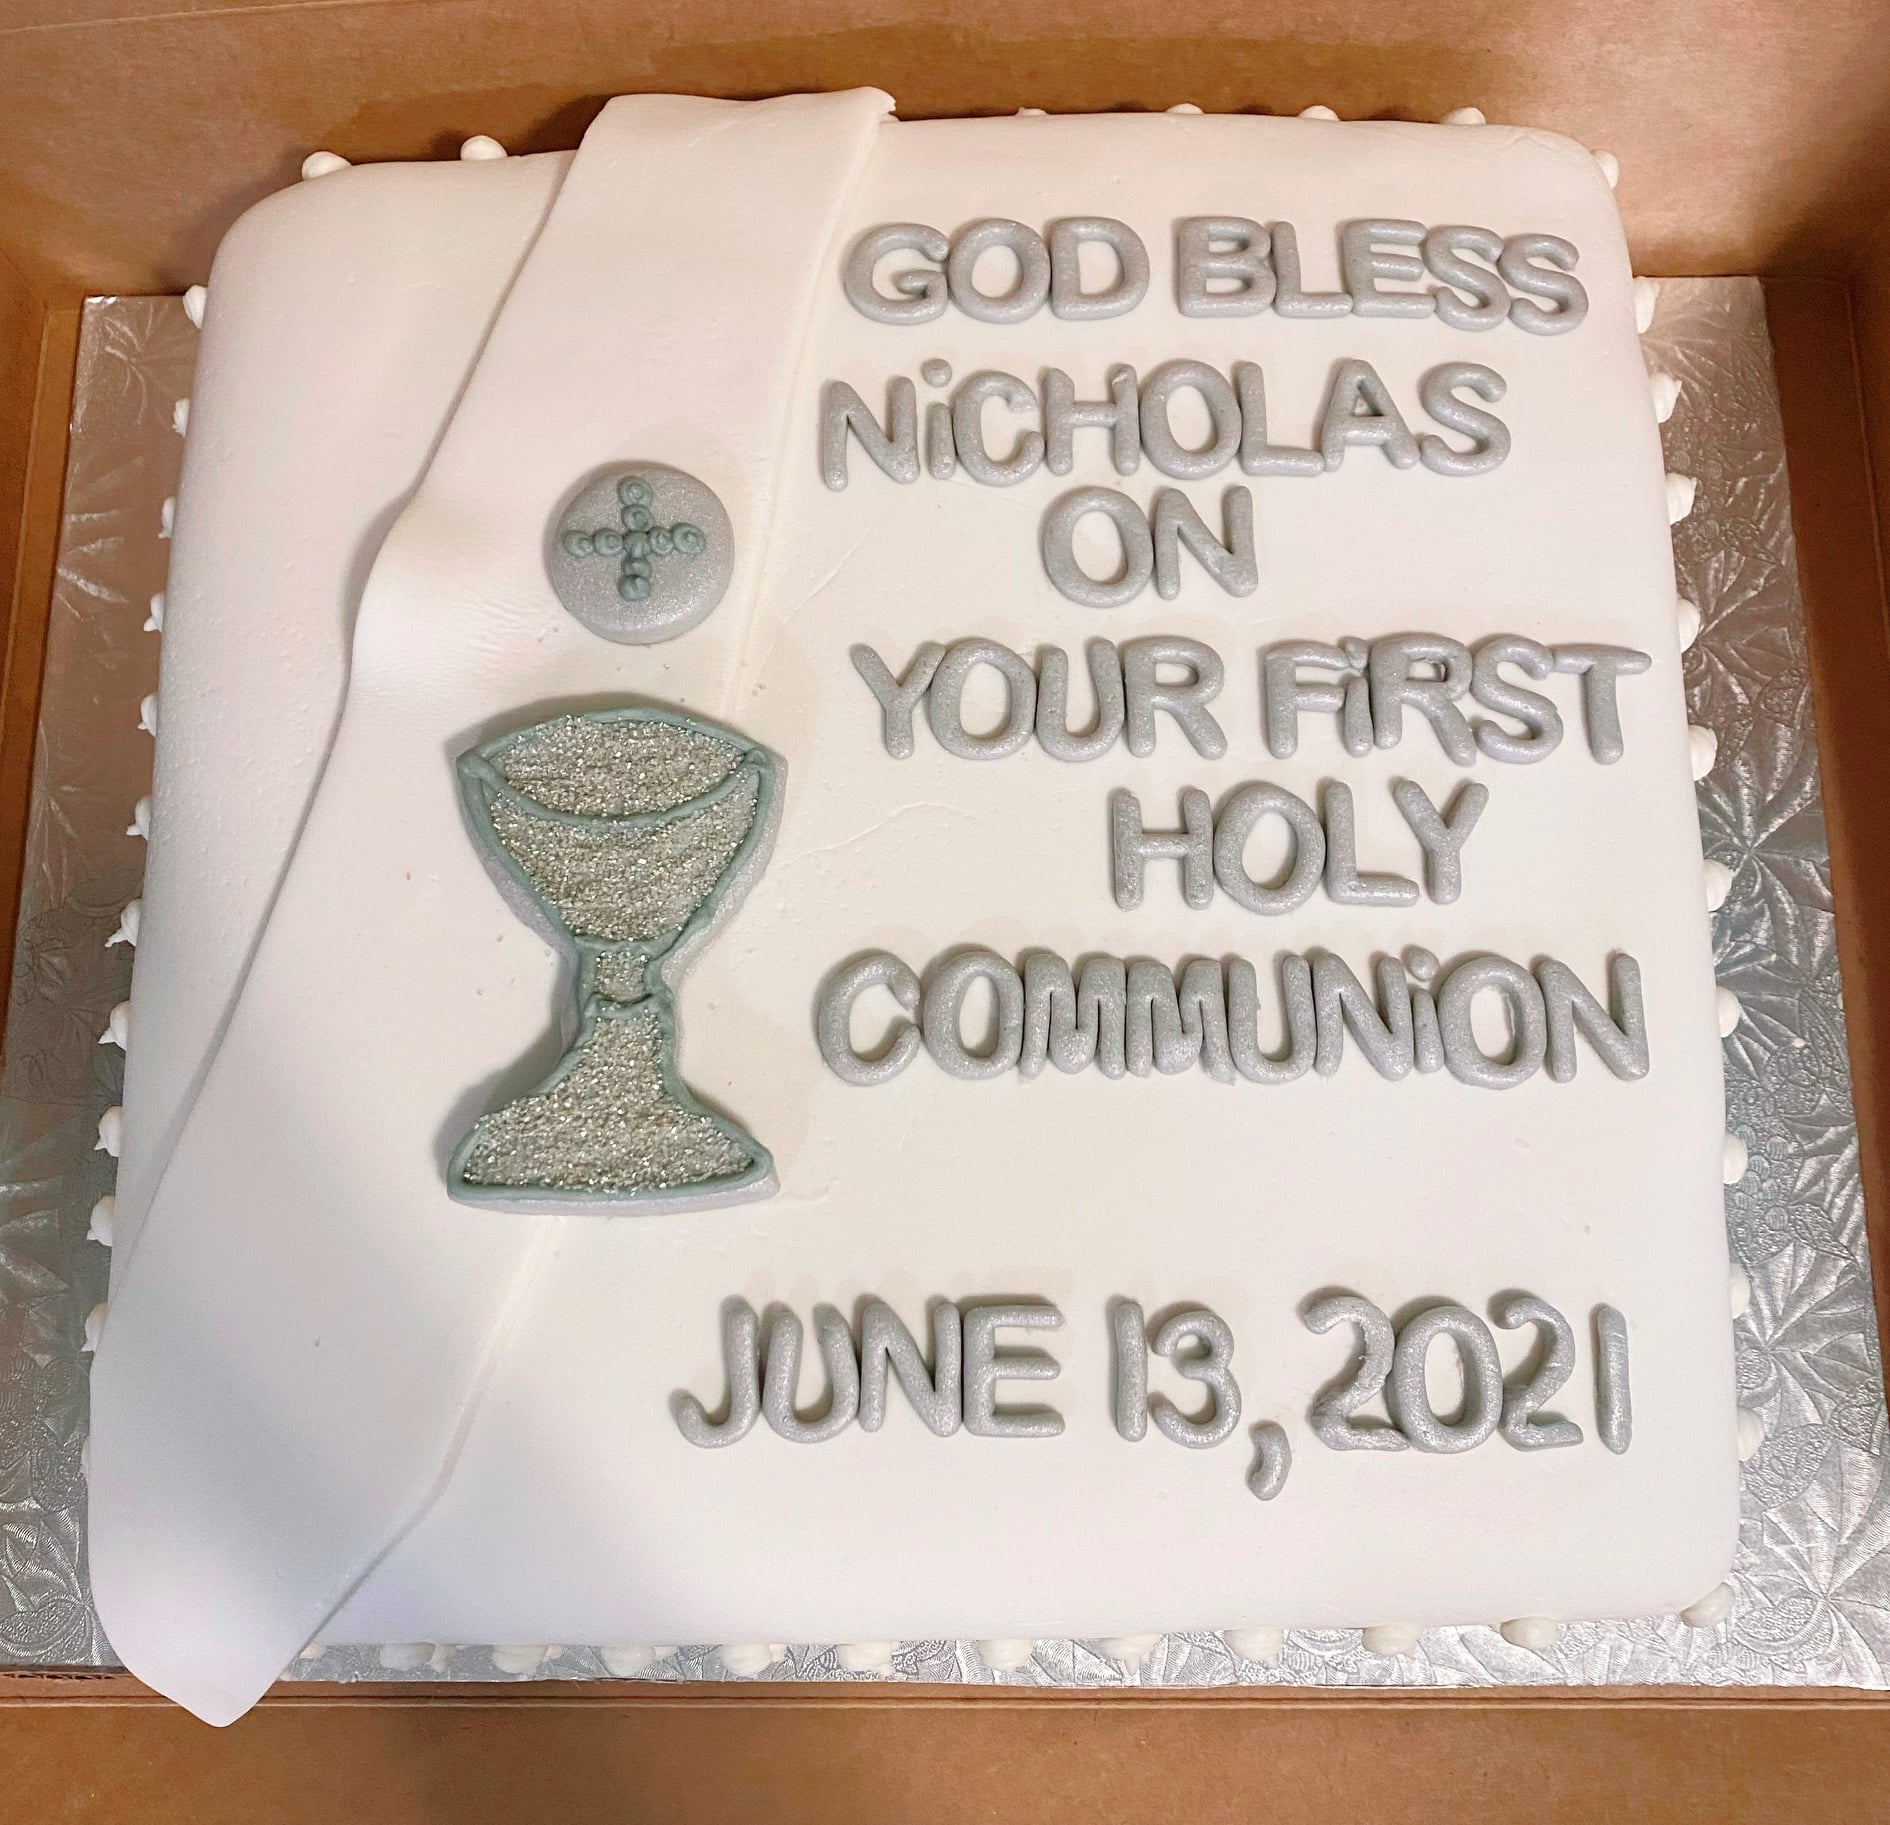 GOD BLESS
NiCHOLAS
ON
YOUR FiRST
HOLY
COMMUNiON
JUNE 13, 2021